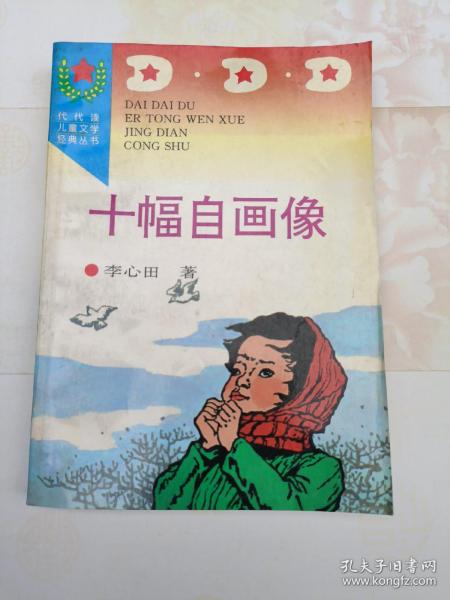 D·D·D
代代读
儿童文学
经典丛书
DAI DAI DU
ER TONG WEN XUE
JING DIAN
CONG SHU
十幅自画像
李心田 著
孔夫子旧书网
www.kongfz.com